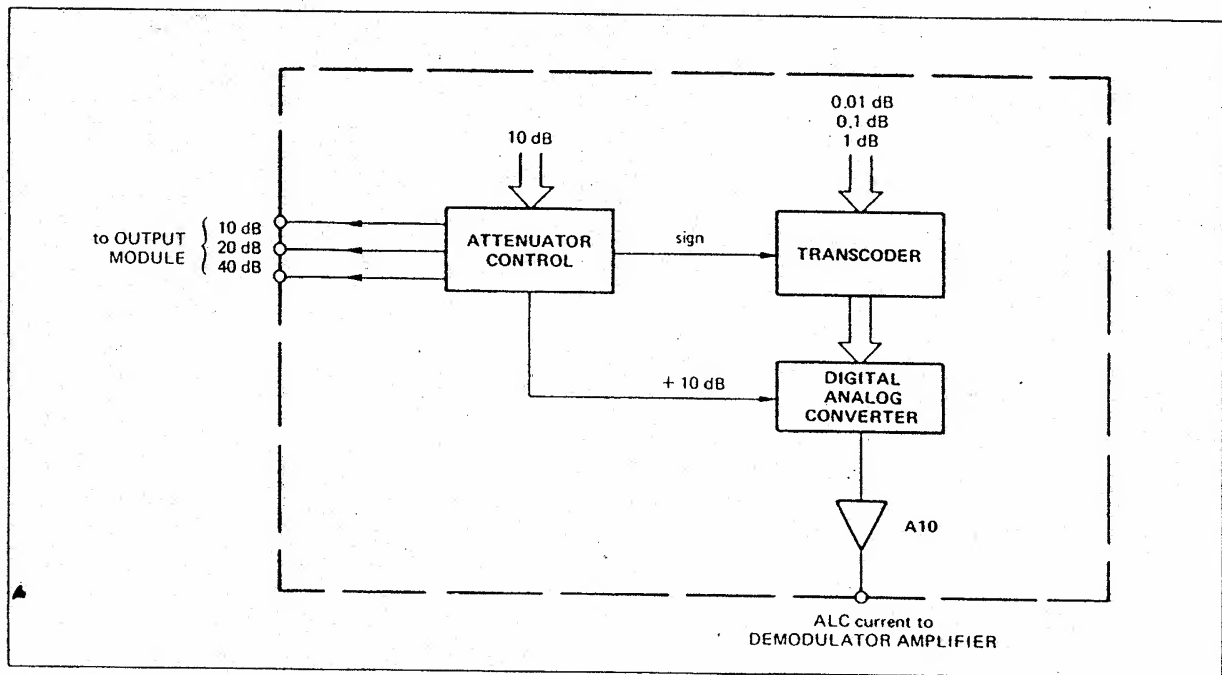 0.01 dB
0.1 dB
1 dB
10 dB
to OUTPUT
MODULE
10 dB
20 dB
40 dB
ATTENUATOR
CONTROL
sign
TRANSCODER
+ 10 dB
DIGITAL
ANALOG
CONVERTER
A10
ALC current to
DEMODULATOR AMPLIFIER